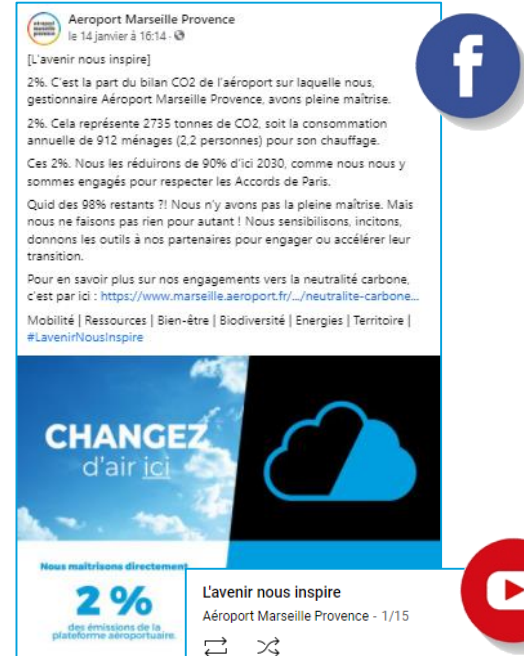 Aeroport Marseille Provence
le 14 janvier à 16:14 ·
[L'avenir nous inspire]
2%. C'est la part du bilan CO2 de l'aéroport sur laquelle nous,
gestionnaire Aéroport Marseille Provence, avons pleine maîtrise.
2%. Cela représente 2735 tonnes de CO2, soit la consommation
annuelle de 912 ménages (2,2 personnes) pour son chauffage.
Ces 2%. Nous les réduirons de 90% d'ici 2030, comme nous nous y
sommes engagés pour respecter les Accords de Paris.
Quid des 98% restants ?! Nous n'y avons pas la pleine maîtrise. Mais
nous ne faisons pas rien pour autant ! Nous sensibilisons, incitons,
donnons les outils à nos partenaires pour engager ou accélérer leur
transition.
Pour en savoir plus sur nos engagements vers la neutralité carbone,
c'est par ici : https://www.marseille.aeroport.fr/.../neutralite-carbone...
Mobilité | Ressources | Bien-être | Biodiversité | Energies | Territoire |
#LavenirNousInspire
CHANGEZ
d'air ici
Nous maîtrisons directement
2 %
des émissions de la
plateforme aéroportuaire.
L'avenir nous inspire
Aéroport Marseille Provence - 1/15